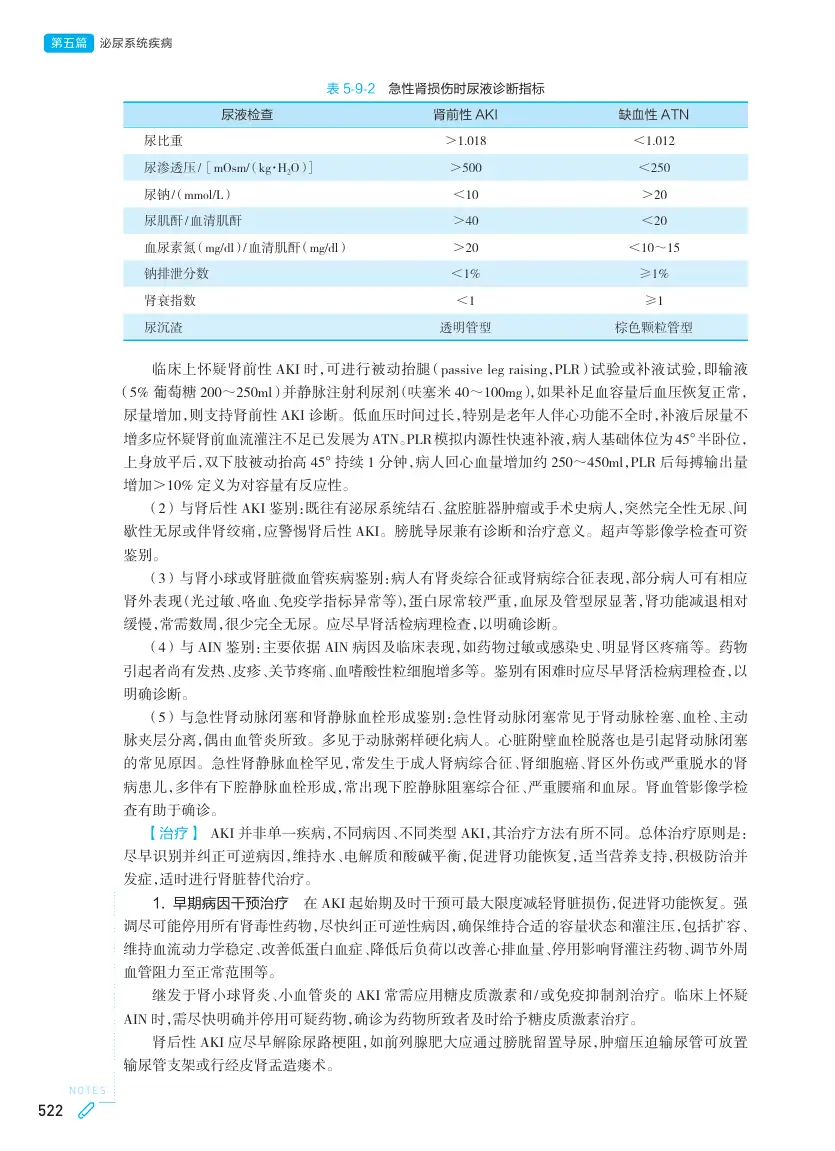 第五篇 泌尿系统疾病
表 5-9-2 急性肾损伤时尿液诊断指标
尿液检查 肾前性 AKI 缺血性 ATN
尿比重 ＞1.018 ＜1.012
尿渗透压/［mOsm/（kg·H₂O）］ ＞500 ＜250
尿钠/（mmol/L） ＜10 ＞20
尿肌酐/血清肌酐 ＞40 ＜20
血尿素氮（mg/dl）/血清肌酐（mg/dl） ＞20 ＜10～15
钠排泄分数 ＜1% ≥1%
肾衰指数 ＜1 ≥1
尿沉渣 透明管型 棕色颗粒管型
临床上怀疑肾前性 AKI 时，可进行被动抬腿（passive leg raising，PLR）试验或补液试验，即输液
（5% 葡萄糖 200～250ml）并静脉注射利尿剂（呋塞米 40～100mg），如果补足血容量后血压恢复正常，
尿量增加，则支持肾前性 AKI 诊断。低血压时间过长，特别是老年人伴心功能不全时，补液后尿量不
增多应怀疑肾前血流灌注不足已发展为 ATN。PLR 模拟内源性快速补液，病人基础体位为 45° 半卧位，
上身放平后，双下肢被动抬高 45° 持续 1 分钟，病人回心血量增加约 250～450ml，PLR 后每搏输出量
增加＞10% 定义为对容量有反应性。
（2）与肾后性 AKI 鉴别：既往有泌尿系统结石、盆腔脏器肿瘤或手术史病人，突然完全性无尿、间
歇性无尿或伴肾绞痛，应警惕肾后性 AKI。膀胱导尿兼有诊断和治疗意义。超声等影像学检查可资
鉴别。
（3）与肾小球或肾脏微血管疾病鉴别：病人有肾炎综合征或肾病综合征表现，部分病人可有相应
肾外表现（光过敏、咯血、免疫学指标异常等），蛋白尿常较严重，血尿及管型尿显著，肾功能减退相对
缓慢，常需数周，很少完全无尿。应尽早肾活检病理检查，以明确诊断。
（4）与 AIN 鉴别：主要依据 AIN 病因及临床表现，如药物过敏或感染史、明显肾区疼痛等。药物
引起者尚有发热、皮疹、关节疼痛、血嗜酸性粒细胞增多等。鉴别有困难时应尽早肾活检病理检查，以
明确诊断。
（5）与急性肾动脉闭塞和肾静脉血栓形成鉴别：急性肾动脉闭塞常见于肾动脉栓塞、血栓、主动
脉夹层分离，偶由血管炎所致。多见于动脉粥样硬化病人。心脏附壁血栓脱落也是引起肾动脉闭塞
的常见原因。急性肾静脉血栓罕见，常发生于成人肾病综合征、肾细胞癌、肾区外伤或严重脱水的肾
病患儿，多伴有下腔静脉血栓形成，常出现下腔静脉阻塞综合征、严重腰痛和血尿。肾血管影像学检
查有助于确诊。
【治疗】 AKI 并非单一疾病，不同病因、不同类型 AKI，其治疗方法有所不同。总体治疗原则是：
尽早识别并纠正可逆病因，维持水、电解质和酸碱平衡，促进肾功能恢复，适当营养支持，积极防治并
发症，适时进行肾脏替代治疗。
1. 早期病因干预治疗 在 AKI 起始期及时干预可最大限度减轻肾脏损伤，促进肾功能恢复。强
调尽可能停用所有肾毒性药物，尽快纠正可逆性病因，确保维持合适的容量状态和灌注压，包括扩容、
维持血流动力学稳定、改善低蛋白血症、降低后负荷以改善心排血量、停用影响肾灌注药物、调节外周
血管阻力至正常范围等。
继发于肾小球肾炎、小血管炎的 AKI 常需应用糖皮质激素和/或免疫抑制剂治疗。临床上怀疑
AIN 时，需尽快明确并停用可疑药物，确诊为药物所致者及时给予糖皮质激素治疗。
肾后性 AKI 应尽早解除尿路梗阻，如前列腺肥大应通过膀胱留置导尿，肿瘤压迫输尿管可放置
输尿管支架或行经皮肾盂造瘘术。
NOTES
522